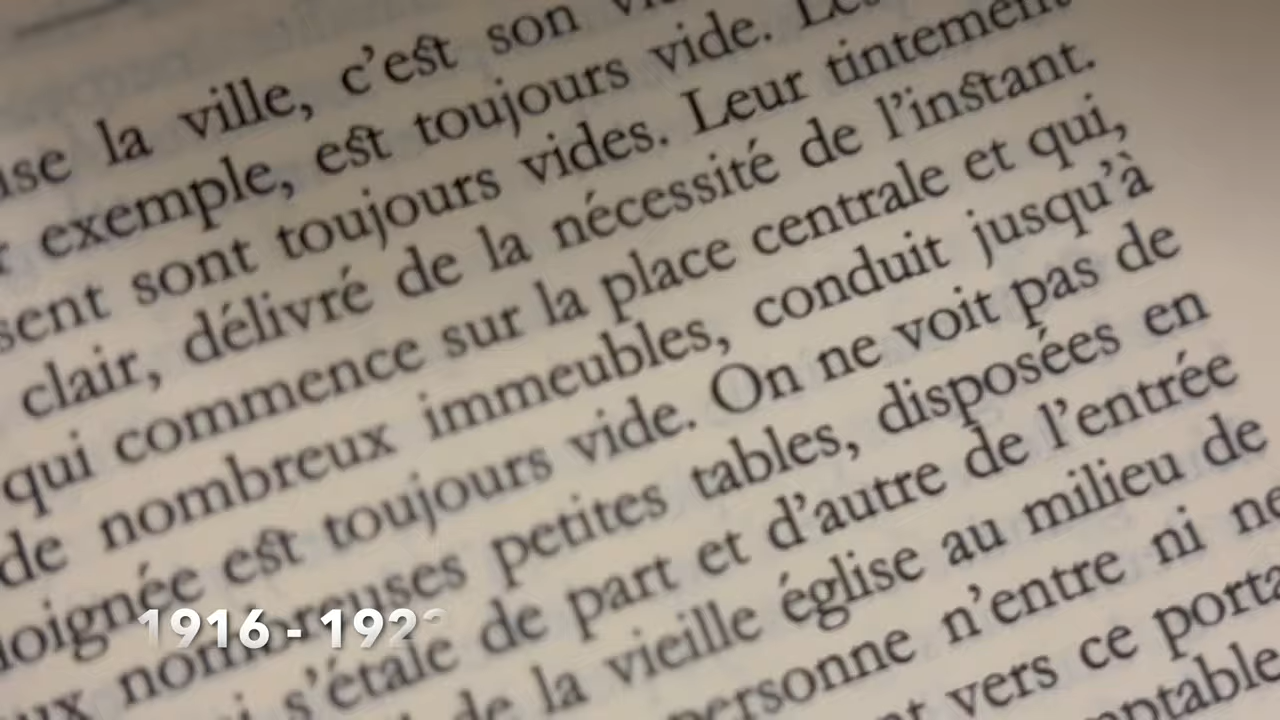 la ville, c'est son
exemple, est toujours vide.
sont toujours vides. Leur tintement
clair, délivré de la nécessité de l'instant.
qui commence sur la place centrale et qui,
de nombreux immeubles, conduit jusqu'à
est toujours vide. On ne voit pas de
petites tables, disposées en
s'étale de part et d'autre de l'entrée
de la vieille église au milieu de
personne n'entre ni ne
vers ce
1916 - 192